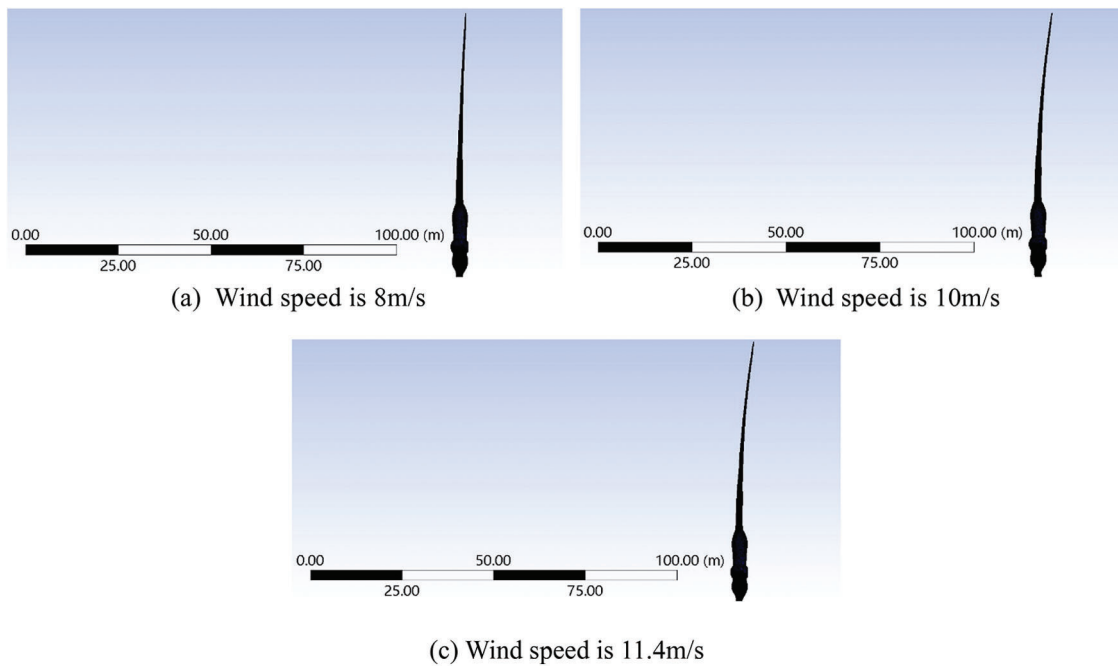 0.00 50.00 100.00 (m)
25.00 75.00
(a) Wind speed is 8m/s
0.00 50.00 100.00 (m)
25.00 75.00
(b) Wind speed is 10m/s
0.00 50.00 100.00 (m)
25.00 75.00
(c) Wind speed is 11.4m/s